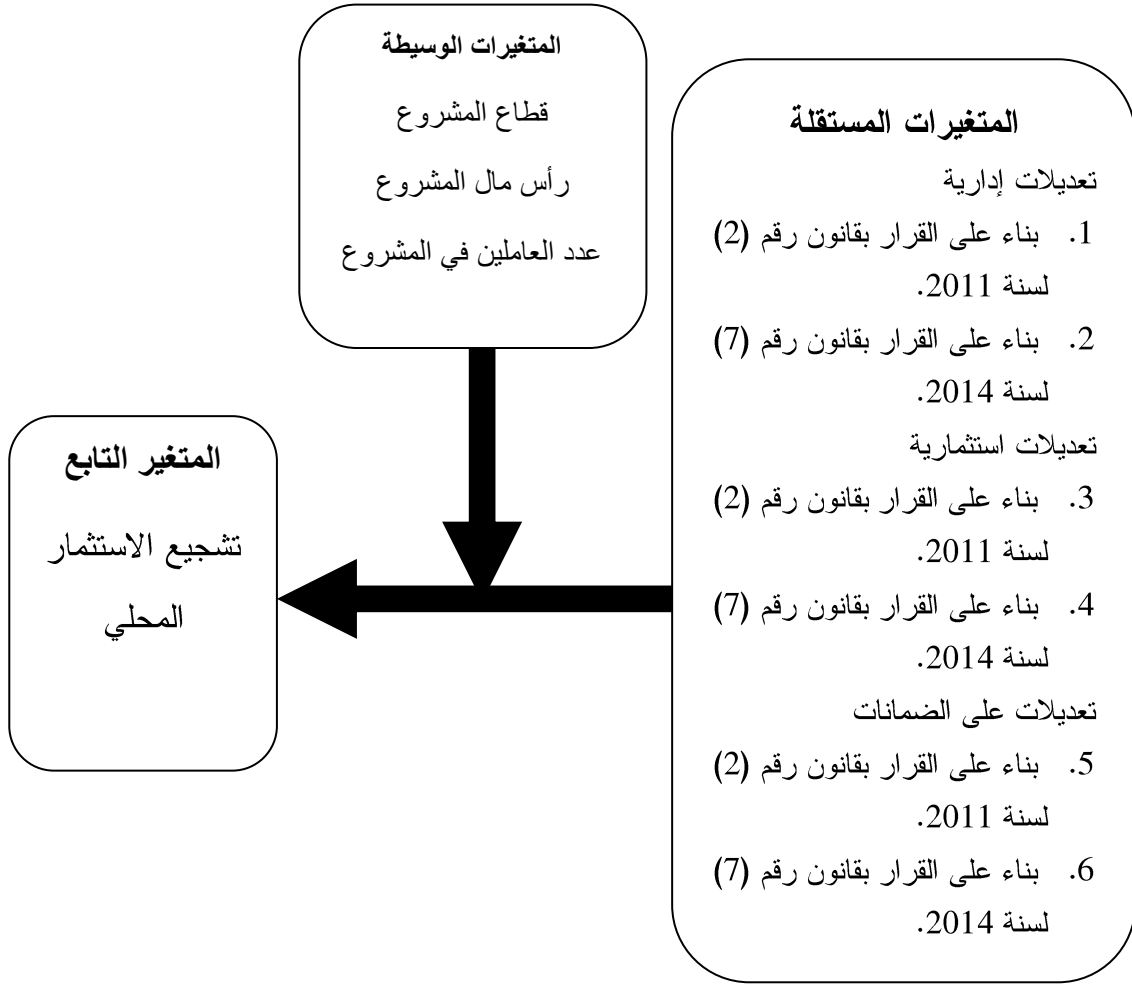 المتغيرات الوسيطة
قطاع المشروع
رأس مال المشروع
عدد العاملين في المشروع
المتغيرات المستقلة
تعديلات إدارية
1. بناء على القرار بقانون رقم (2)
لسنة 2011.
2. بناء على القرار بقانون رقم (7)
لسنة 2014.
تعديلات استثمارية
3. بناء على القرار بقانون رقم (2)
لسنة 2011.
4. بناء على القرار بقانون رقم (7)
لسنة 2014.
تعديلات على الضمانات
5. بناء على القرار بقانون رقم (2)
لسنة 2011.
6. بناء على القرار بقانون رقم (7)
لسنة 2014.
المتغير التابع
تشجيع الاستثمار
المحلي